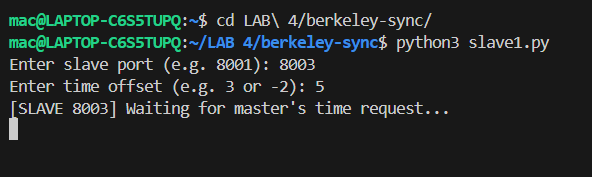 mac@LAPTOP-C6S5TUPQ:~$ cd LAB\ 4/berkeley-sync/
mac@LAPTOP-C6S5TUPQ:~/LAB 4/berkeley-sync$ python3 slave1.py
Enter slave port (e.g. 8001): 8003
Enter time offset (e.g. 3 or -2): 5
[SLAVE 8003] Waiting for master's time request...